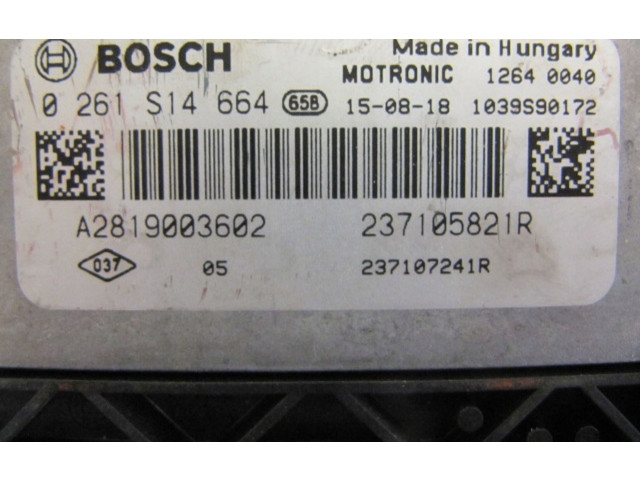 BOSCH Made in Hungary
MOTRONIC 1264 0040
0 261 S14 664 65B 15-08-18 1039S90172
A2819003602 237105821R
037 05 237107241R